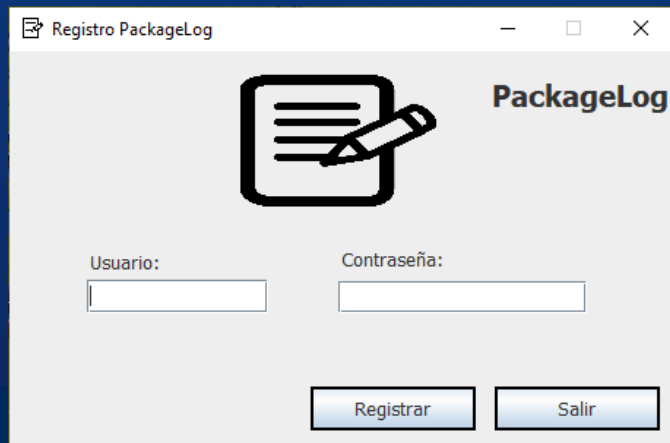 Registro PackageLog
PackageLog
Usuario:
Contraseña:
Registrar
Salir